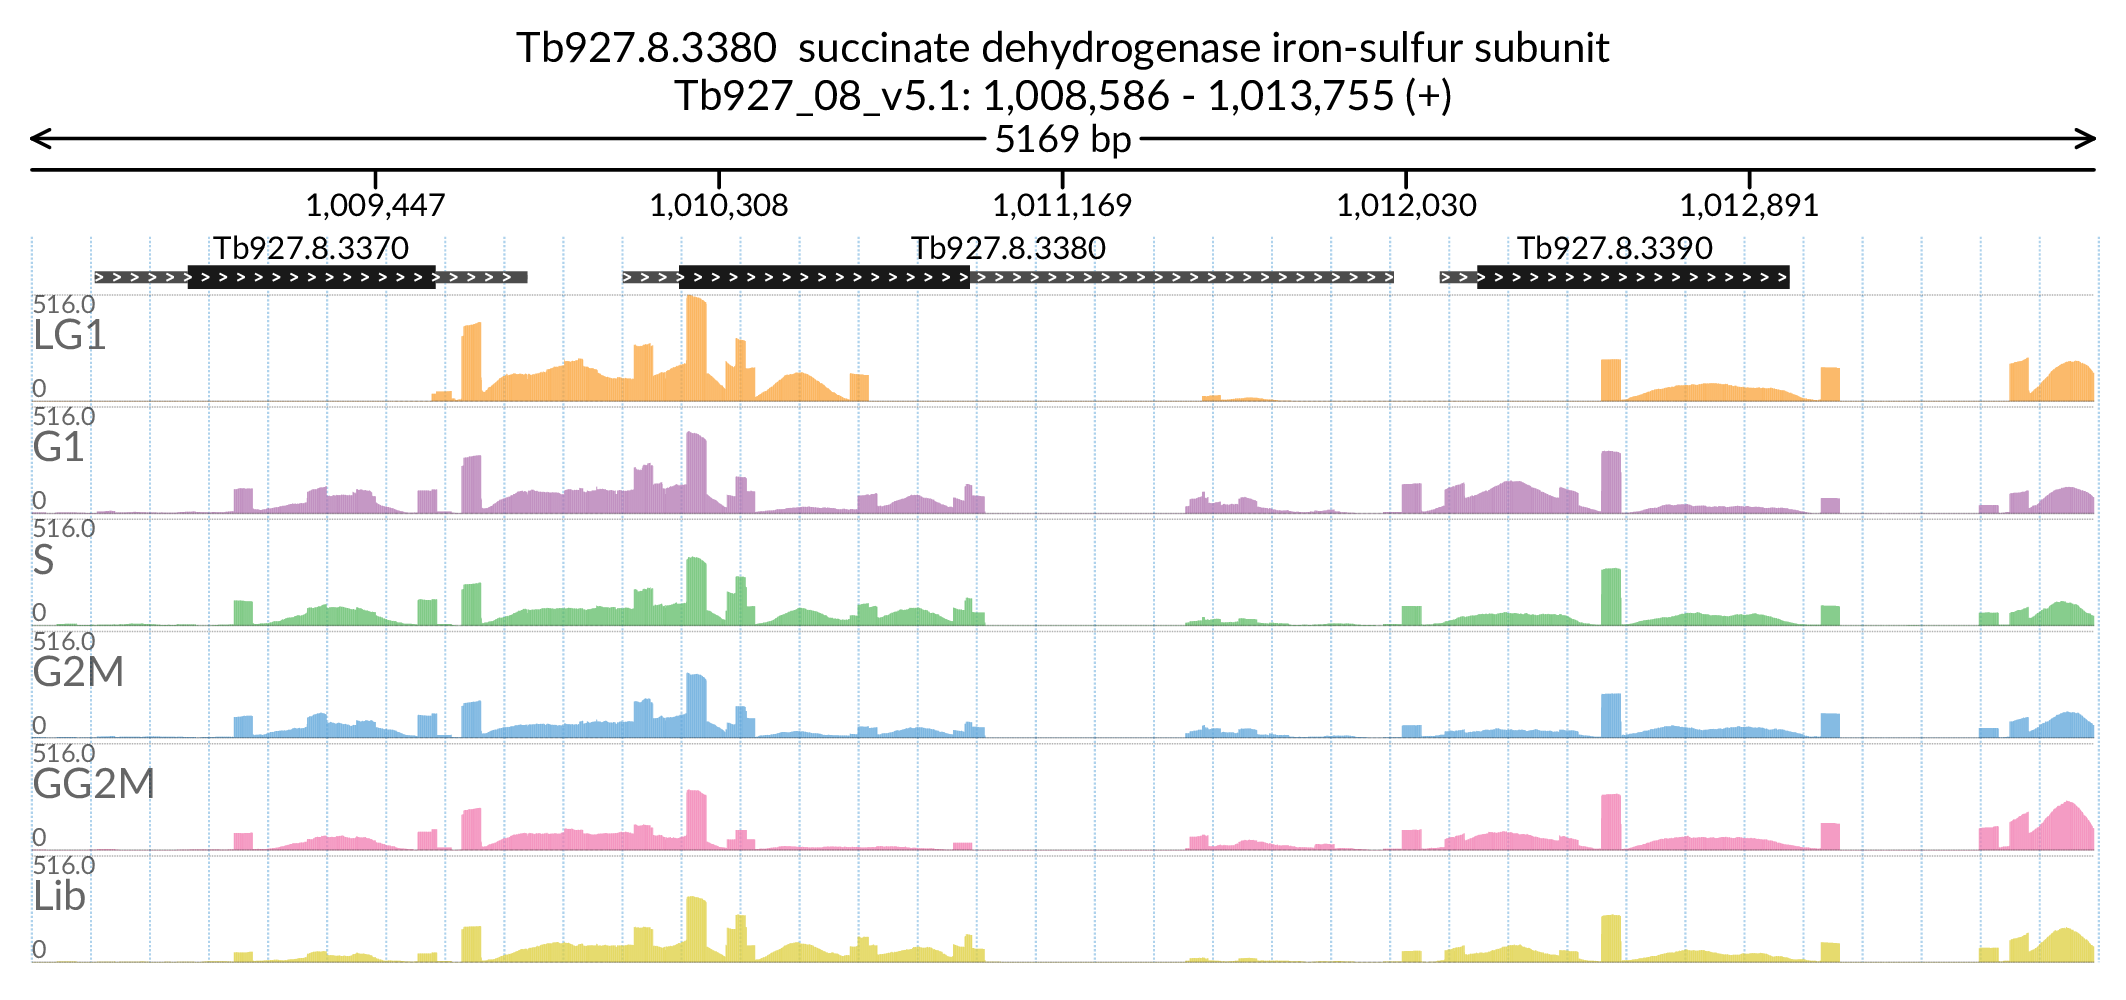 Tb927.8.3380 succinate dehydrogenase iron-sulfur subunit
Tb927_08_v5.1: 1,008,586 - 1,013,755 (+)
5169 bp
1,009,447 1,010,308 1,011,169 1,012,030 1,012,891
Tb927.8.3370 Tb927.8.3380 Tb927.8.3390
516.0
LG1
0
516.0
G1
0
516.0
S
0
516.0
G2M
0
516.0
GG2M
0
516.0
Lib
0